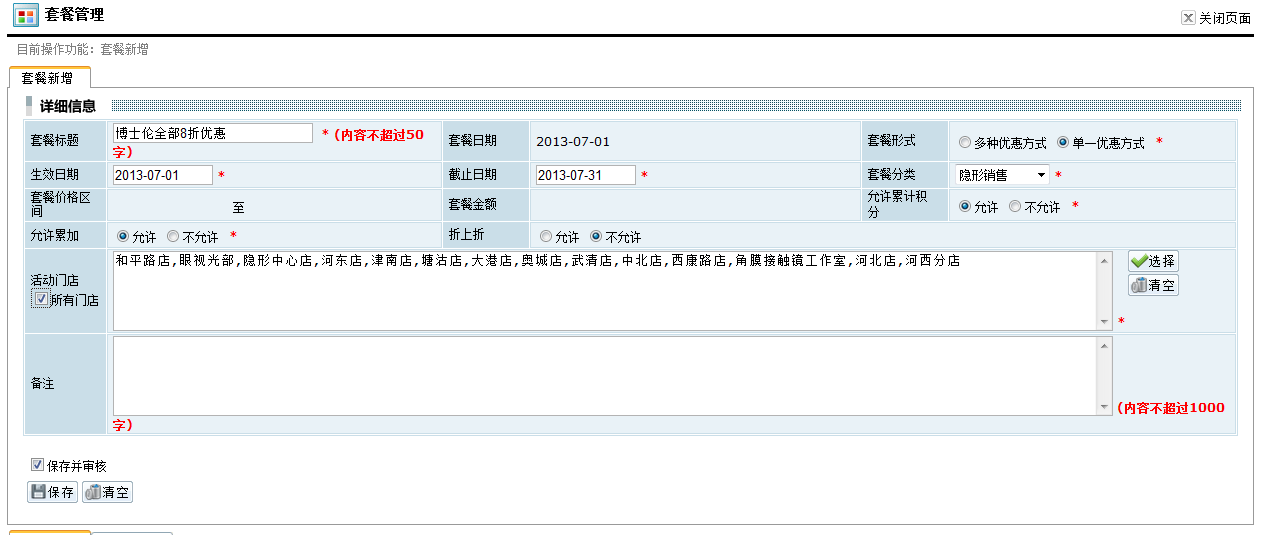 套餐管理
关闭页面
目前操作功能：套餐新增
套餐新增
详细信息
套餐标题 博士伦全部8折优惠 *（内容不超过50字） 套餐日期 2013-07-01 套餐形式 多种优惠方式 单一优惠方式 *
生效日期 2013-07-01 * 截止日期 2013-07-31 * 套餐分类 隐形销售 *
套餐价格区间 至 套餐金额 允许累计积分 允许 不允许 *
允许累加 允许 不允许 * 折上折 允许 不允许
活动门店
所有门店
和平路店,眼视光部,隐形中心店,河东店,津南店,塘沽店,大港店,奥城店,武清店,中北店,西康路店,角膜接触镜工作室,河北店,河西分店
选择
清空
*
备注
（内容不超过1000字）
保存并审核
保存 清空